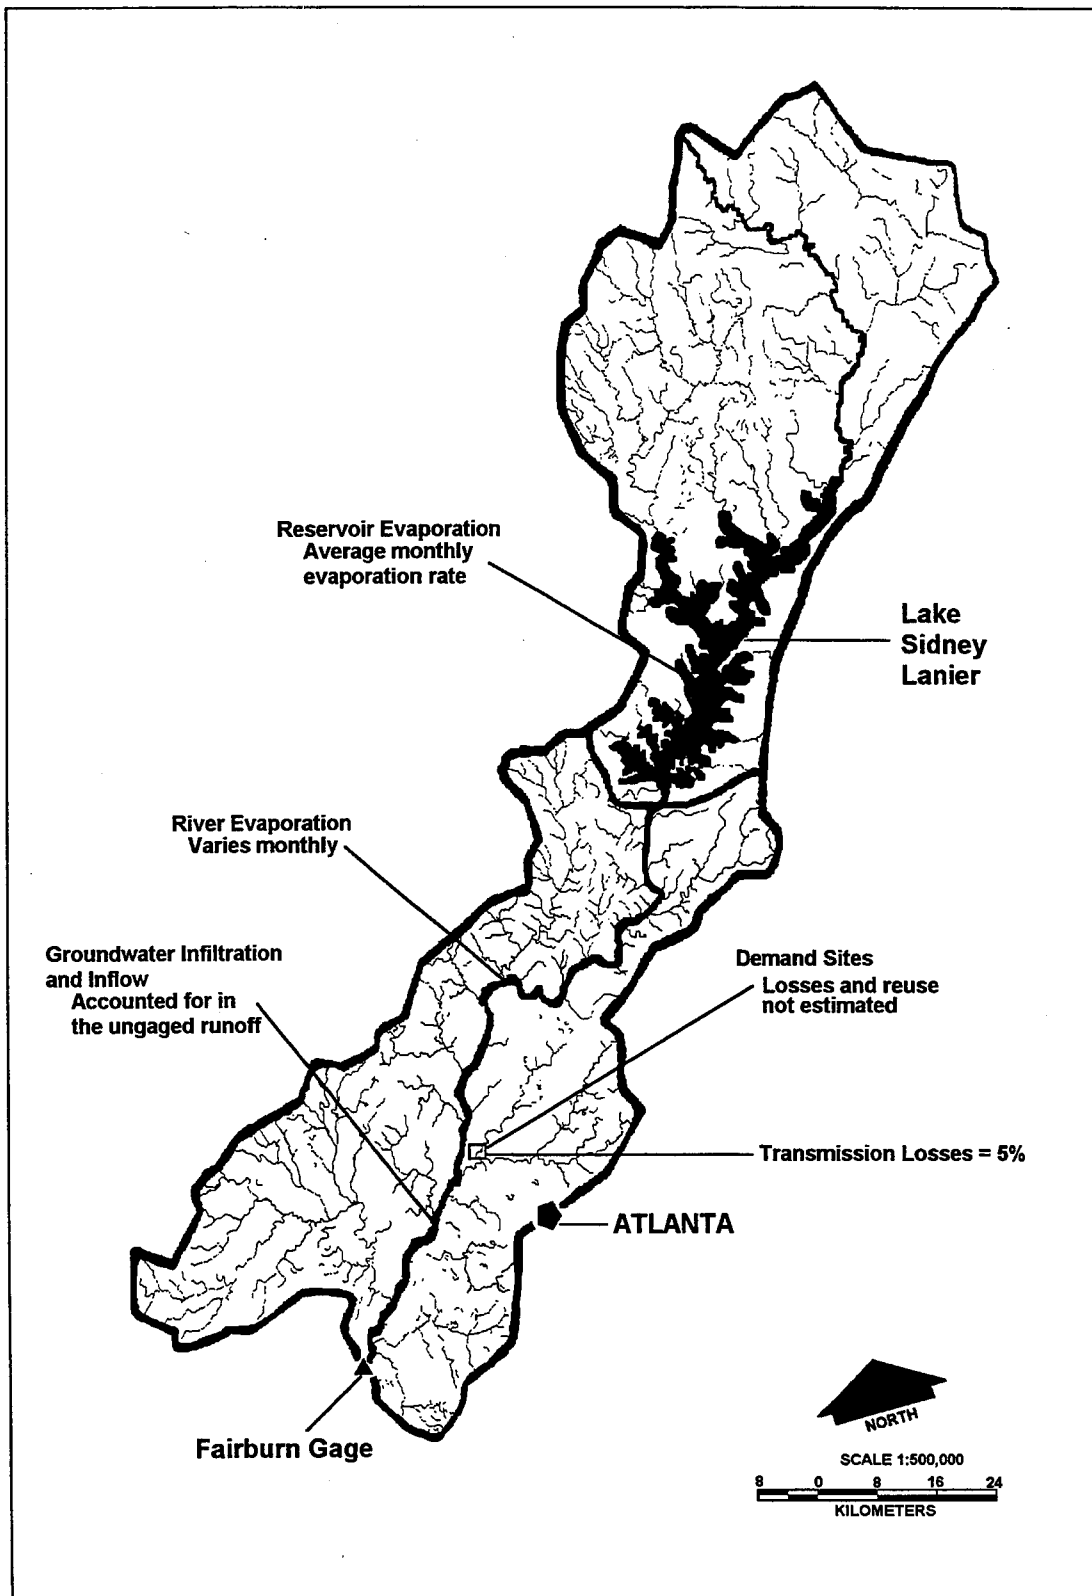 Reservoir Evaporation
Average monthly
evaporation rate
Lake
Sidney
Lanier
River Evaporation
Varies monthly
Groundwater Infiltration
and Inflow
Accounted for in
the ungaged runoff
Demand Sites
Losses and reuse
not estimated
Transmission Losses = 5%
ATLANTA
Fairburn Gage
NORTH
SCALE 1:500,000
8 0 8 16 24
KILOMETERS